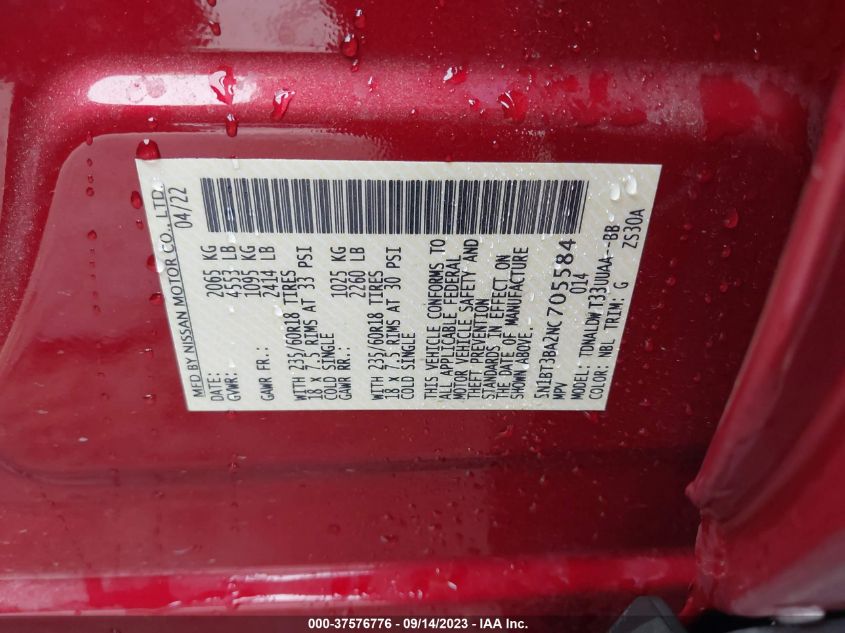 MFD BY NISSAN MOTOR CO., LTD.
DATE: 04/22
GVWR: 2065 KG
4553 LB
GAWR FR.: 1095 KG
2414 LB
WITH 235/60R18 TIRES
18 x 7.5 RIMS AT 33 PSI
COLD SINGLE
GAWR RR.: 1025 KG
2260 LB
WITH 235/60R18 TIRES
18 x 7.5 RIMS AT 30 PSI
COLD SINGLE
THIS VEHICLE CONFORMS TO
ALL APPLICABLE FEDERAL
MOTOR VEHICLE SAFETY AND
THEFT PREVENTION
STANDARDS IN EFFECT ON
THE DATE OF MANUFACTURE
SHOWN ABOVE.
5N1BT3BA2NC705584
MPV 014
MODEL: TDWNALDW T33UUAA--BB
COLOR: NBL TRIM: G ZS30A
000-37576776 - 09/14/2023 - IAA Inc.